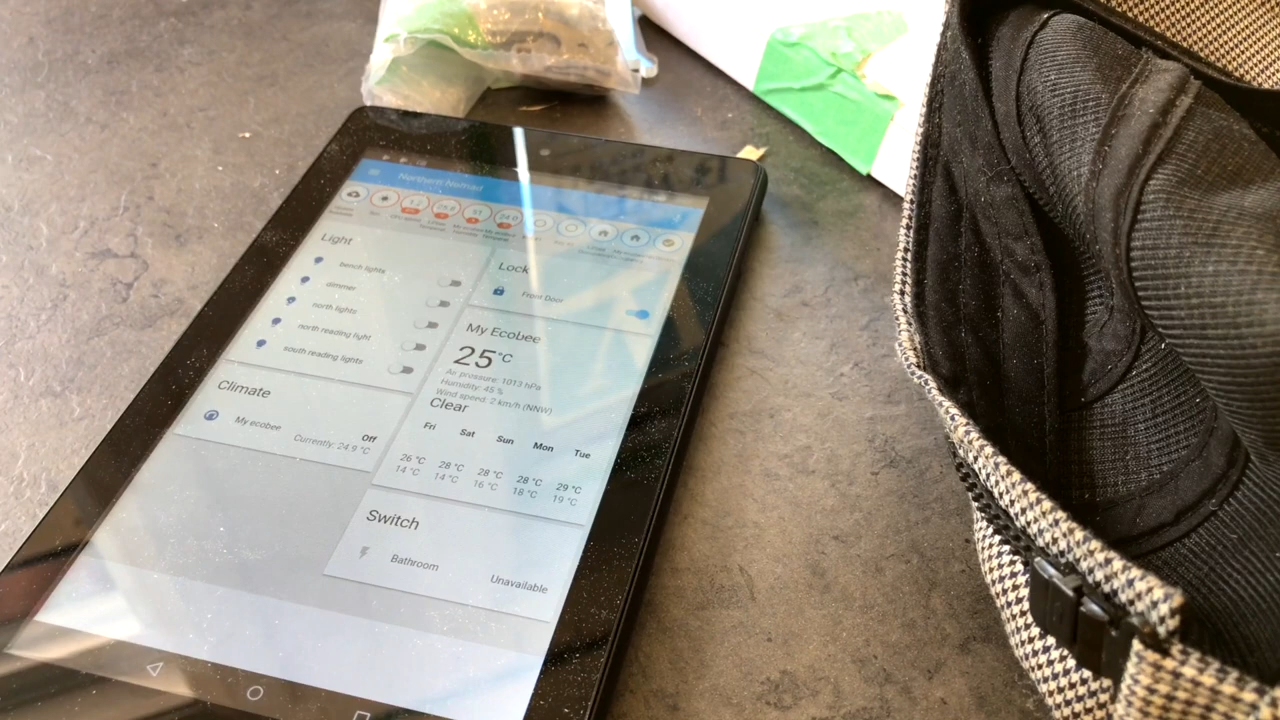 Northern Nomad
Light
bench lights
dimmer
north lights
north reading light
south reading lights
Climate
My ecobee
Off
Currently: 24.9 °C
Lock
Front Door
My Ecobee
25 °C
Air pressure: 1013 hPa
Humidity: 45 %
Wind speed: 2 km/h (NNW)
Clear
Fri Sat Sun Mon Tue
26 °C 28 °C 28 °C 28 °C 29 °C
14 °C 14 °C 16 °C 18 °C 19 °C
Switch
Bathroom
Unavailable